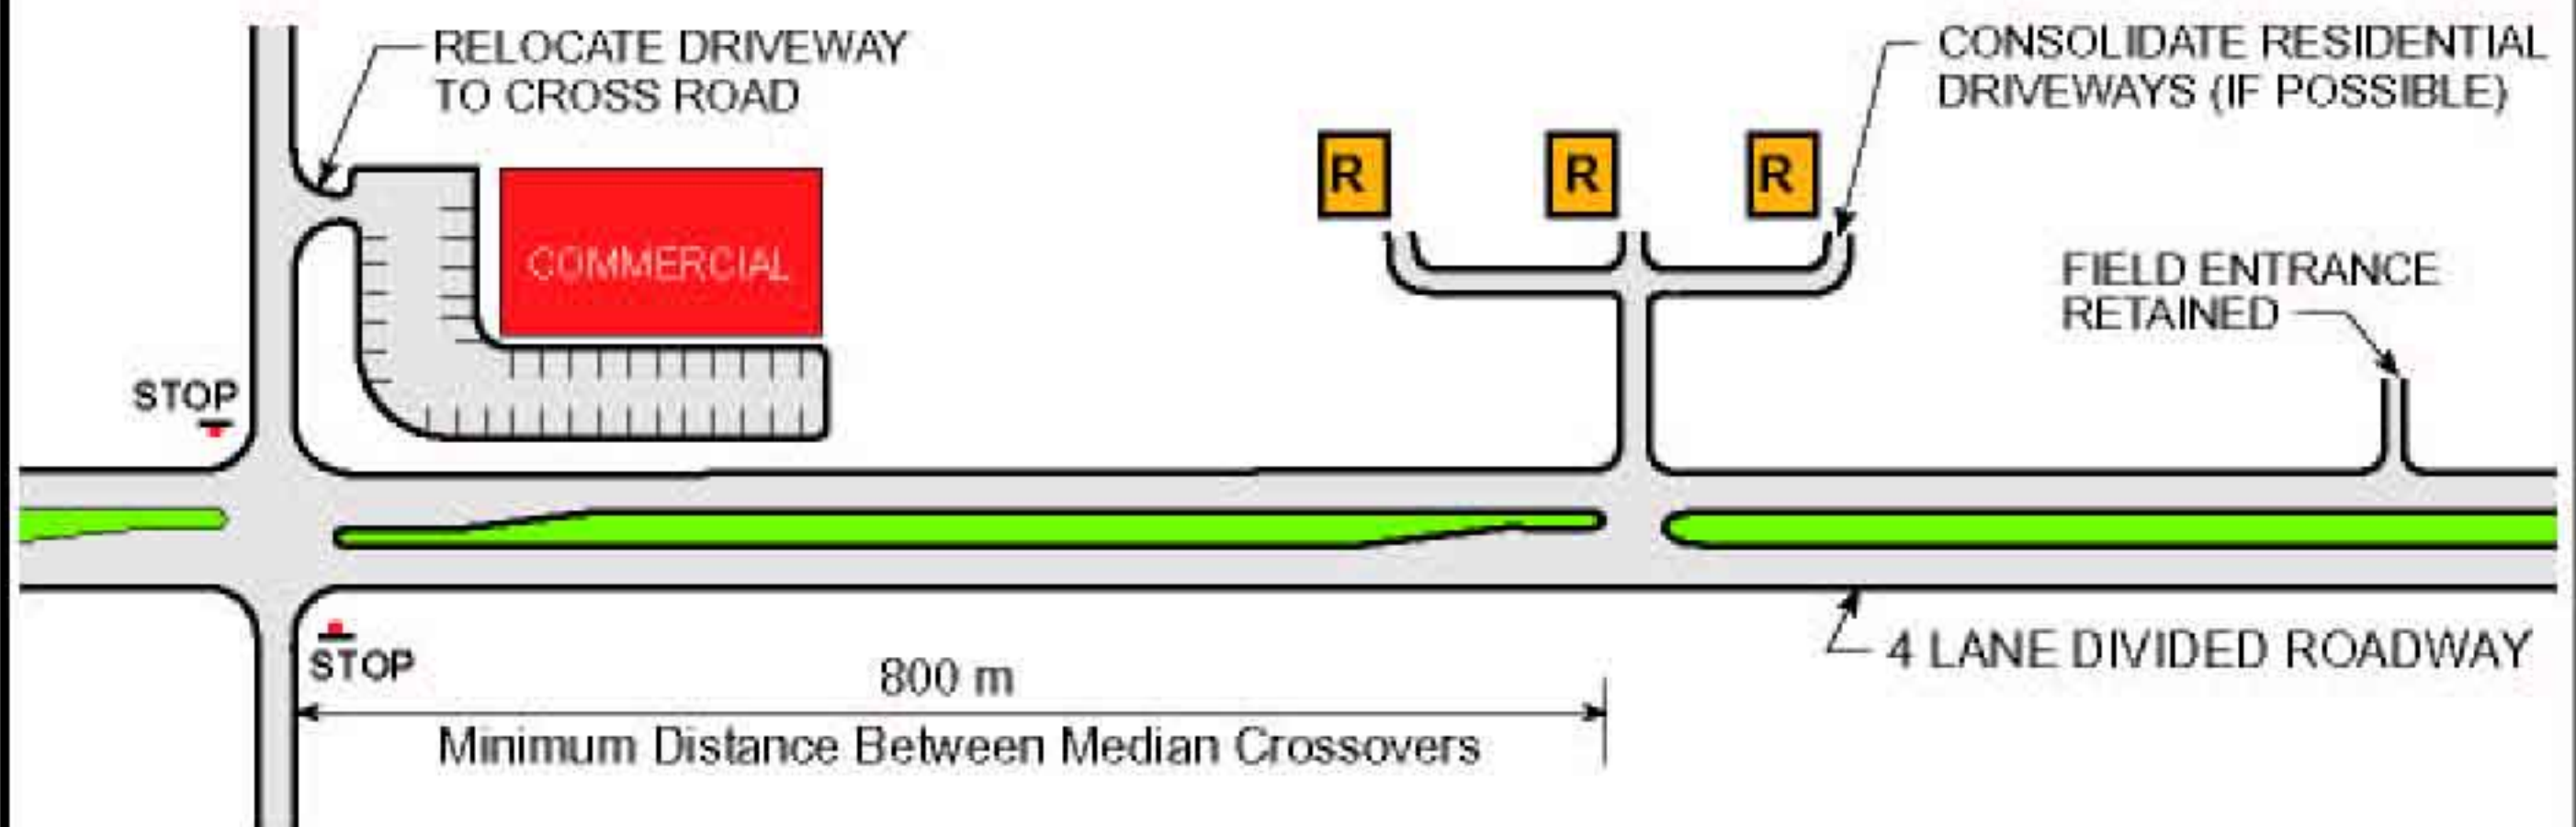 RELOCATE DRIVEWAY
TO CROSS ROAD
CONSOLIDATE RESIDENTIAL
DRIVEWAYS (IF POSSIBLE)
R
R
R
COMMERCIAL
FIELD ENTRANCE
RETAINED
STOP
STOP
4 LANE DIVIDED ROADWAY
800 m
Minimum Distance Between Median Crossovers